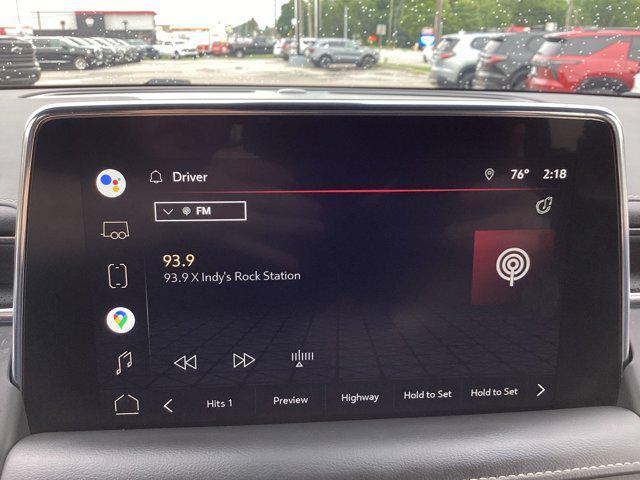 Driver 76° 2:18
FM
93.9
93.9 X Indy's Rock Station
Hits 1 Preview Highway Hold to Set Hold to Set